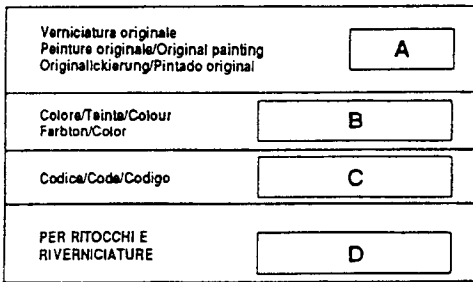 Verniciatura originale
Peinture originale/Original painting
Originallckierung/Pintado original
A
Colore/Teinta/Colour
Farbton/Color
B
Codice/Code/Codigo
C
PER RITOCCHI E
RIVERNICIATURE
D